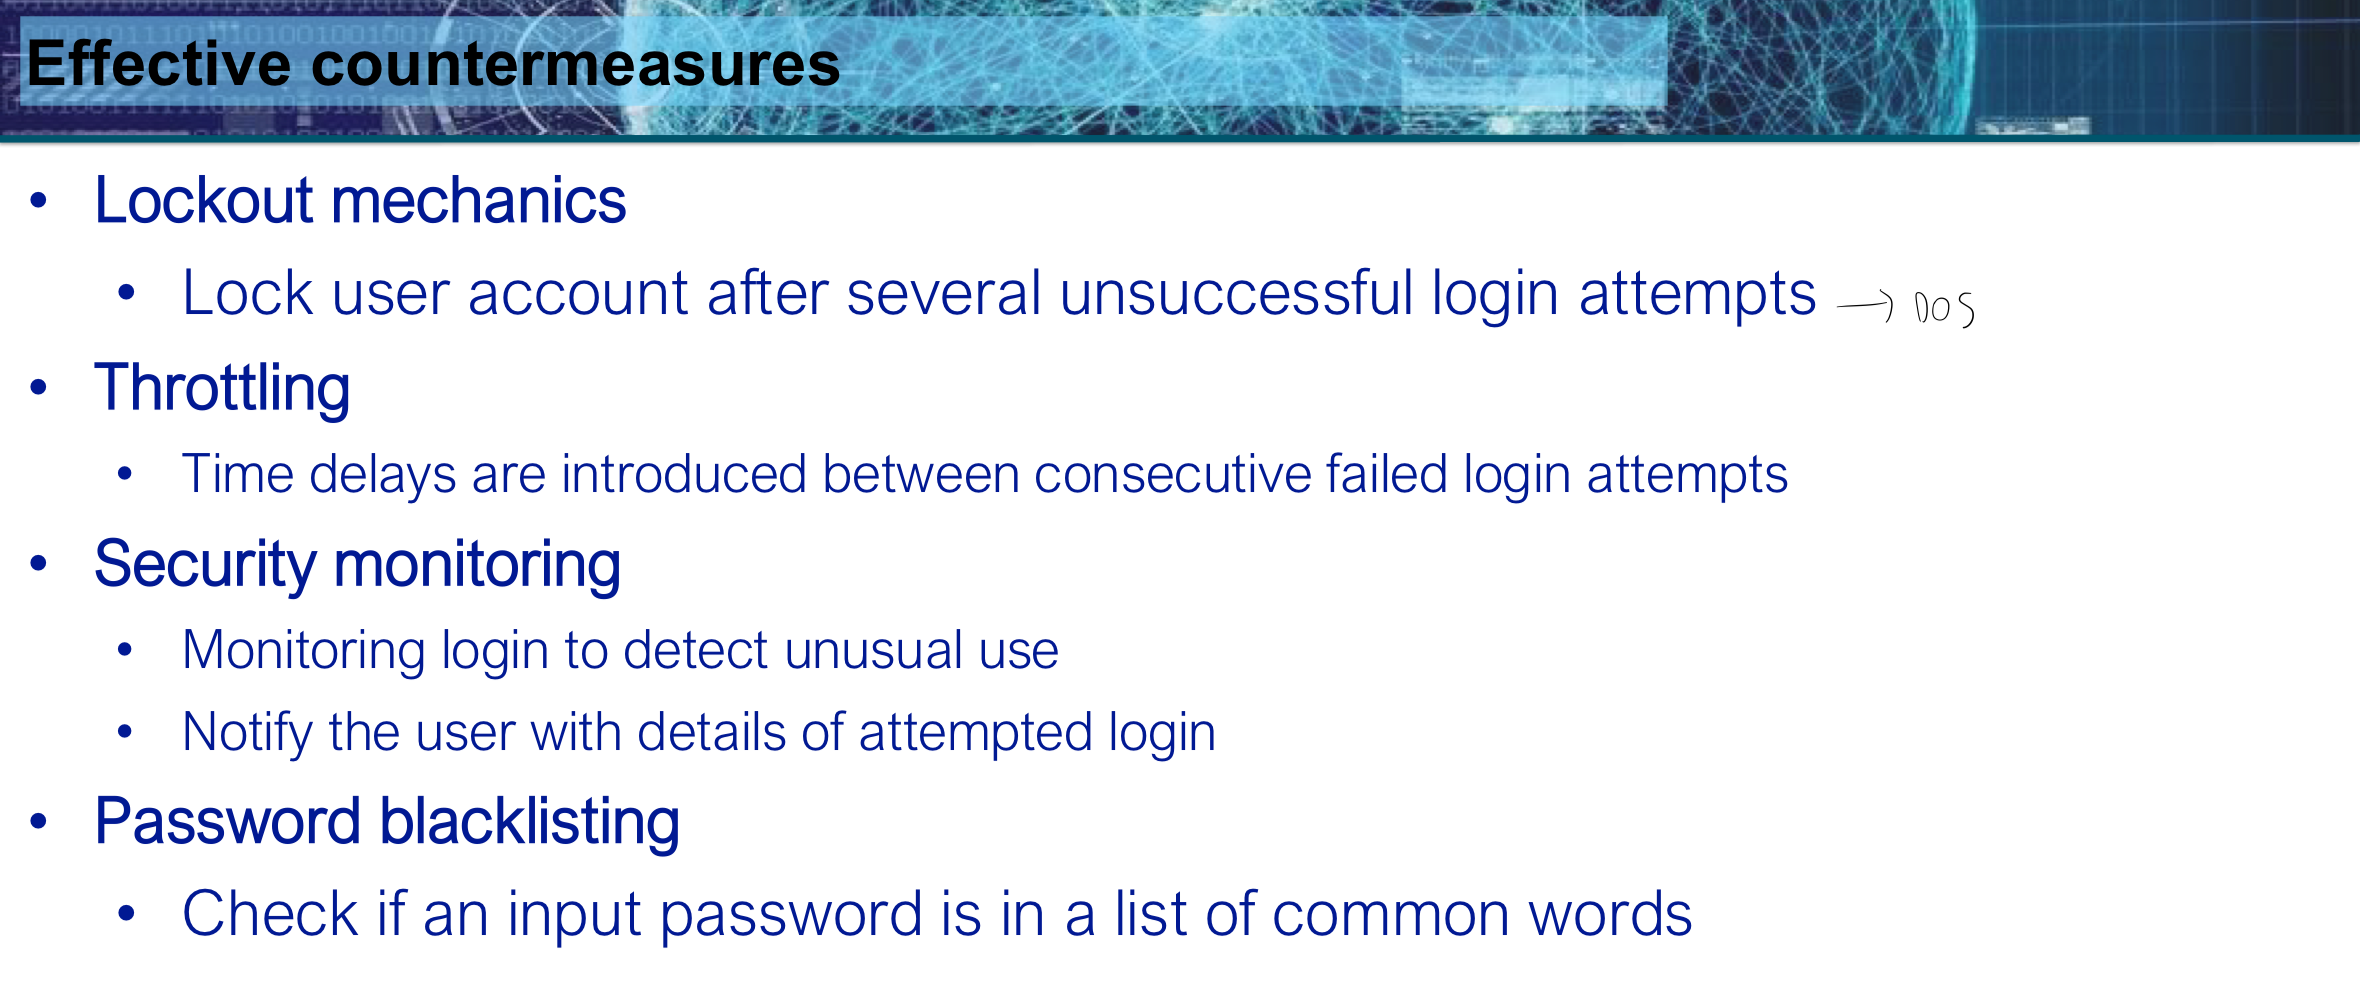 Effective countermeasures
• Lockout mechanics
• Lock user account after several unsuccessful login attempts → DOS
• Throttling
• Time delays are introduced between consecutive failed login attempts
• Security monitoring
• Monitoring login to detect unusual use
• Notify the user with details of attempted login
• Password blacklisting
• Check if an input password is in a list of common words